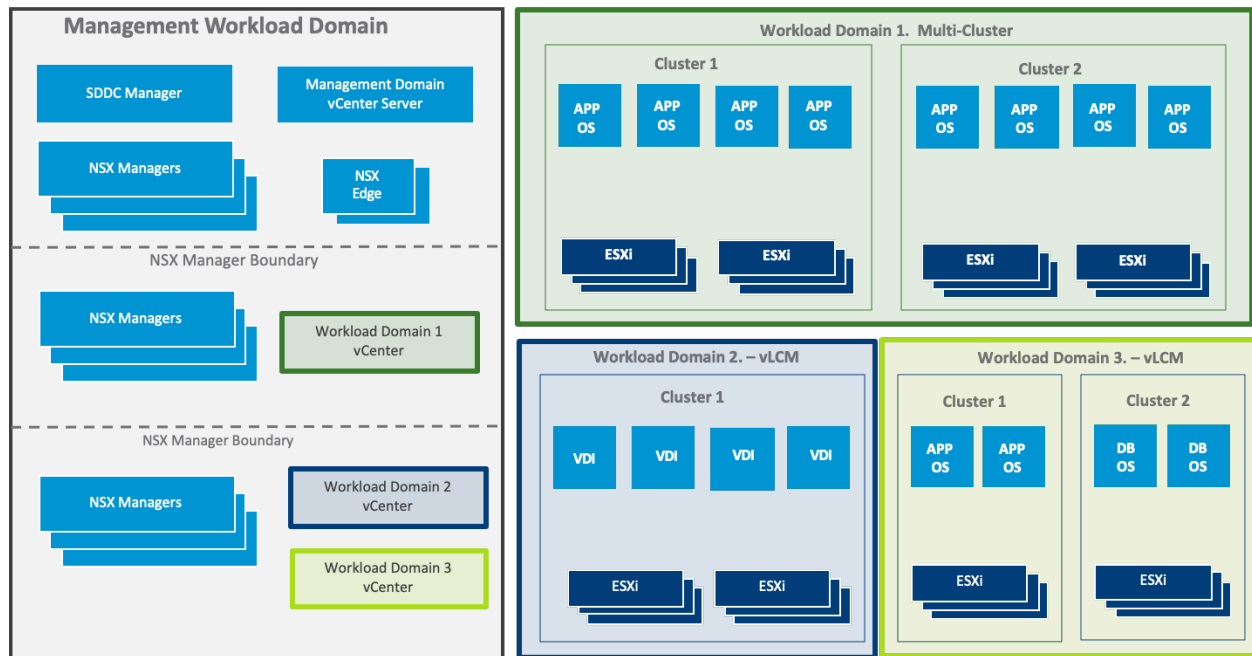 Management Workload Domain
SDDC Manager
Management Domain
vCenter Server
NSX Managers
NSX
Edge
NSX Manager Boundary
NSX Managers
Workload Domain 1
vCenter
NSX Manager Boundary
NSX Managers
Workload Domain 2
vCenter
Workload Domain 3
vCenter
Workload Domain 1.  Multi-Cluster
Cluster 1
APP
OS
APP
OS
APP
OS
APP
OS
ESXi
ESXi
Cluster 2
APP
OS
APP
OS
APP
OS
APP
OS
ESXi
ESXi
Workload Domain 2. – vLCM
Cluster 1
VDI
VDI
VDI
VDI
ESXi
ESXi
Workload Domain 3. – vLCM
Cluster 1
APP
OS
APP
OS
ESXi
Cluster 2
DB
OS
DB
OS
ESXi